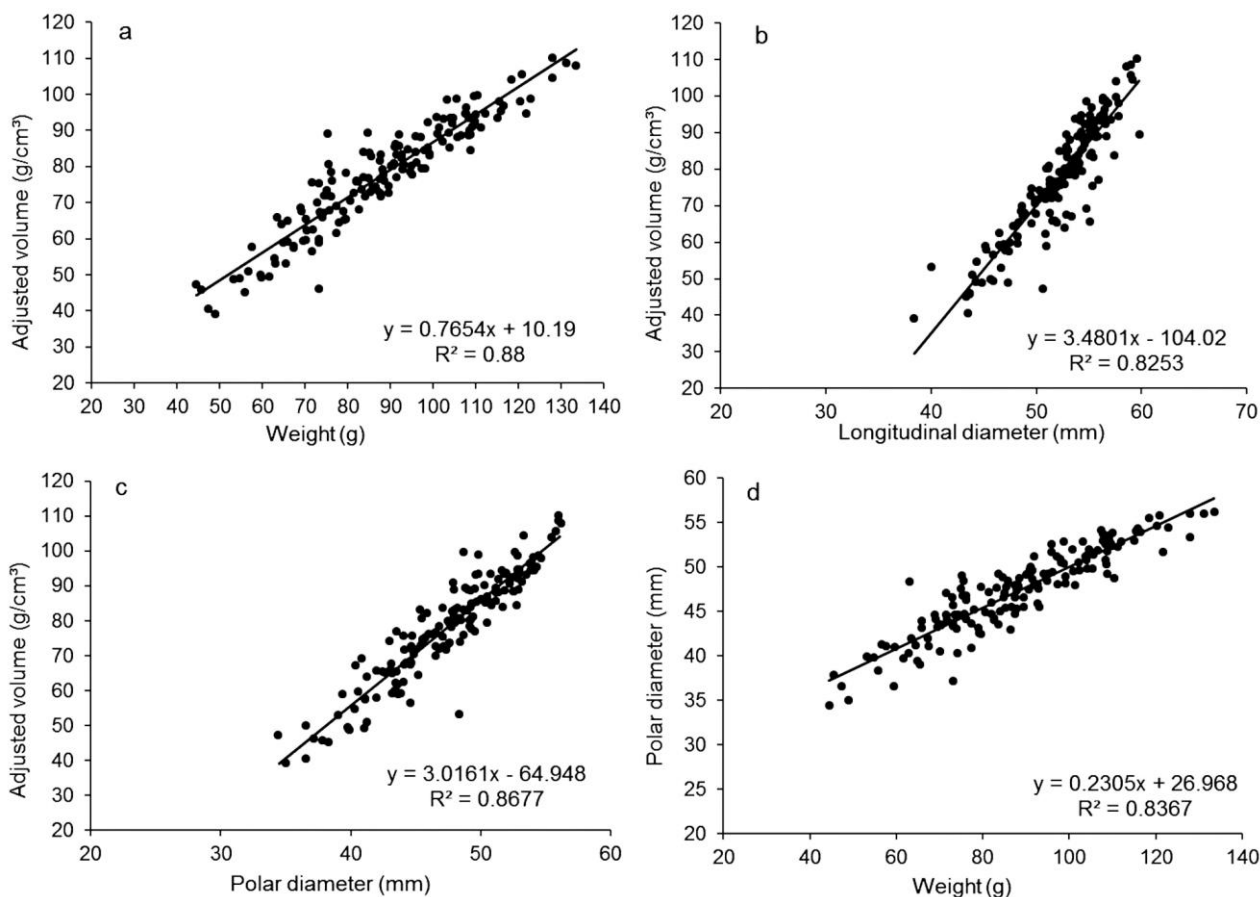 a
Adjusted volume (g/cm³)
120
110
100
90
80
70
60
50
40
30
20
y = 0.7654x + 10.19
R² = 0.88
20 30 40 50 60 70 80 90 100 110 120 130 140
Weight (g)
b
Adjusted volume (g/cm³)
120
110
100
90
80
70
60
50
40
30
20
y = 3.4801x - 104.02
R² = 0.8253
20 30 40 50 60 70
Longitudinal diameter (mm)
c
Adjusted volume (g/cm³)
120
110
100
90
80
70
60
50
40
30
20
y = 3.0161x - 64.948
R² = 0.8677
20 30 40 50 60
Polar diameter (mm)
d
Polar diameter (mm)
60
55
50
45
40
35
30
25
20
y = 0.2305x + 26.968
R² = 0.8367
20 40 60 80 100 120 140
Weight (g)